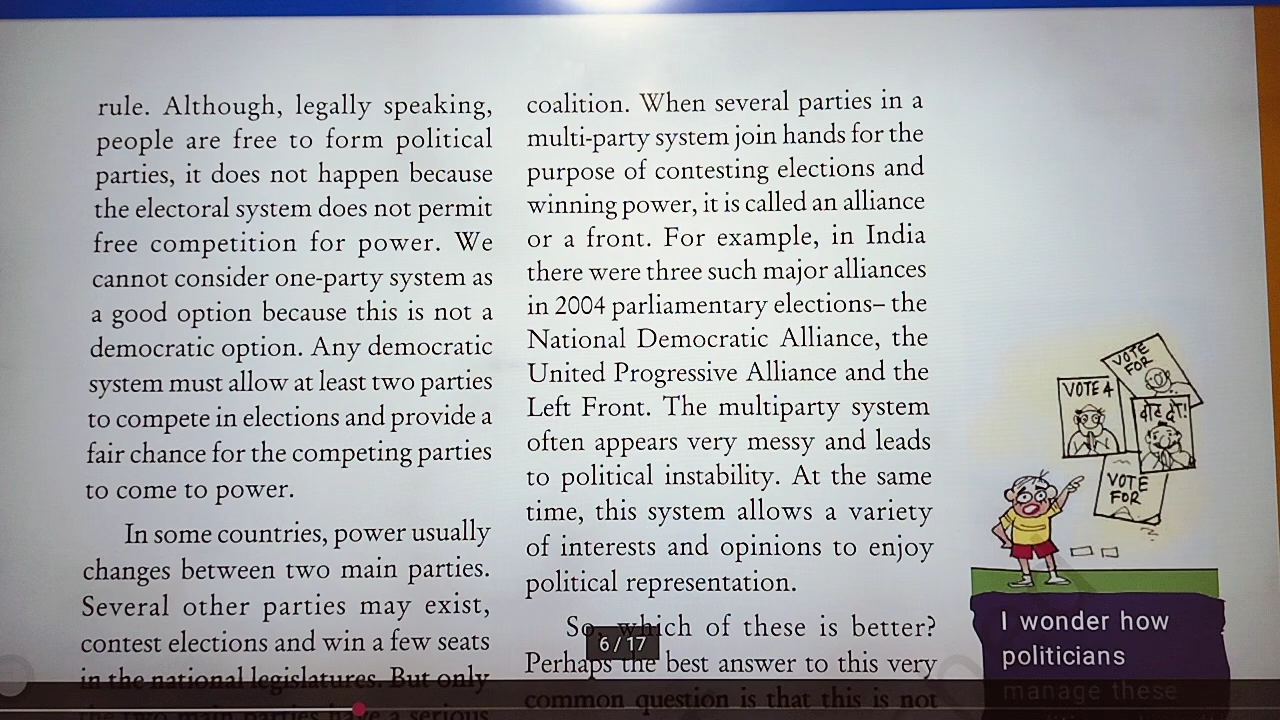 rule. Although, legally speaking,
people are free to form political
parties, it does not happen because
the electoral system does not permit
free competition for power. We
cannot consider one-party system as
a good option because this is not a
democratic option. Any democratic
system must allow at least two parties
to compete in elections and provide a
fair chance for the competing parties
to come to power.
In some countries, power usually
changes between two main parties.
Several other parties may exist,
contest elections and win a few seats
in the national legislatures. But only
the two main parties have a serious
coalition. When several parties in a
multi-party system join hands for the
purpose of contesting elections and
winning power, it is called an alliance
or a front. For example, in India
there were three such major alliances
in 2004 parliamentary elections– the
National Democratic Alliance, the
United Progressive Alliance and the
Left Front. The multiparty system
often appears very messy and leads
to political instability. At the same
time, this system allows a variety
of interests and opinions to enjoy
political representation.
So, which of these is better?
Perhaps the best answer to this very
common question is that this is not
6 / 17
VOTE
FOR
VOTE 4
वोट दो!
VOTE
FOR
I wonder how
politicians
manage these